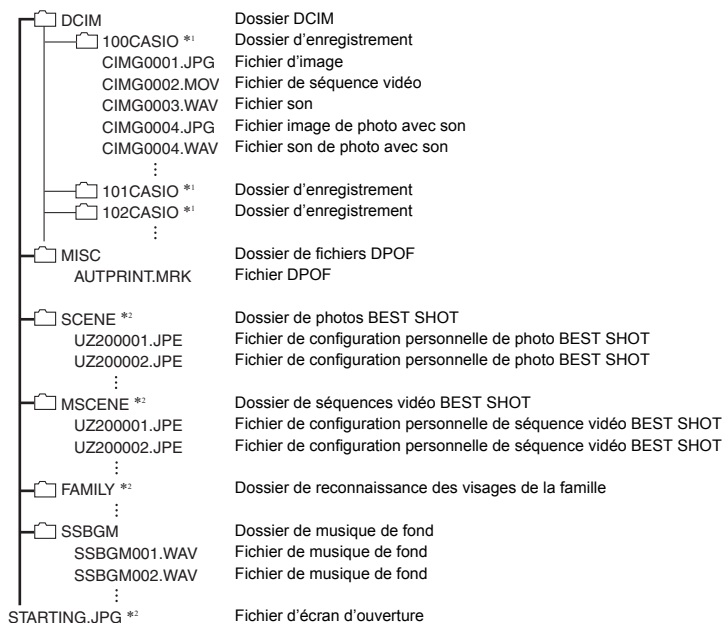 DCIM Dossier DCIM
100CASIO *1 Dossier d'enregistrement
CIMG0001.JPG Fichier d'image
CIMG0002.MOV Fichier de séquence vidéo
CIMG0003.WAV Fichier son
CIMG0004.JPG Fichier image de photo avec son
CIMG0004.WAV Fichier son de photo avec son
101CASIO *1 Dossier d'enregistrement
102CASIO *1 Dossier d'enregistrement
MISC Dossier de fichiers DPOF
AUTPRINT.MRK Fichier DPOF
SCENE *2 Dossier de photos BEST SHOT
UZ200001.JPE Fichier de configuration personnelle de photo BEST SHOT
UZ200002.JPE Fichier de configuration personnelle de photo BEST SHOT
MSCENE *2 Dossier de séquences vidéo BEST SHOT
UZ200001.JPE Fichier de configuration personnelle de séquence vidéo BEST SHOT
UZ200002.JPE Fichier de configuration personnelle de séquence vidéo BEST SHOT
FAMILY *2 Dossier de reconnaissance des visages de la famille
SSBGM Dossier de musique de fond
SSBGM001.WAV Fichier de musique de fond
SSBGM002.WAV Fichier de musique de fond
STARTING.JPG *2 Fichier d'écran d'ouverture